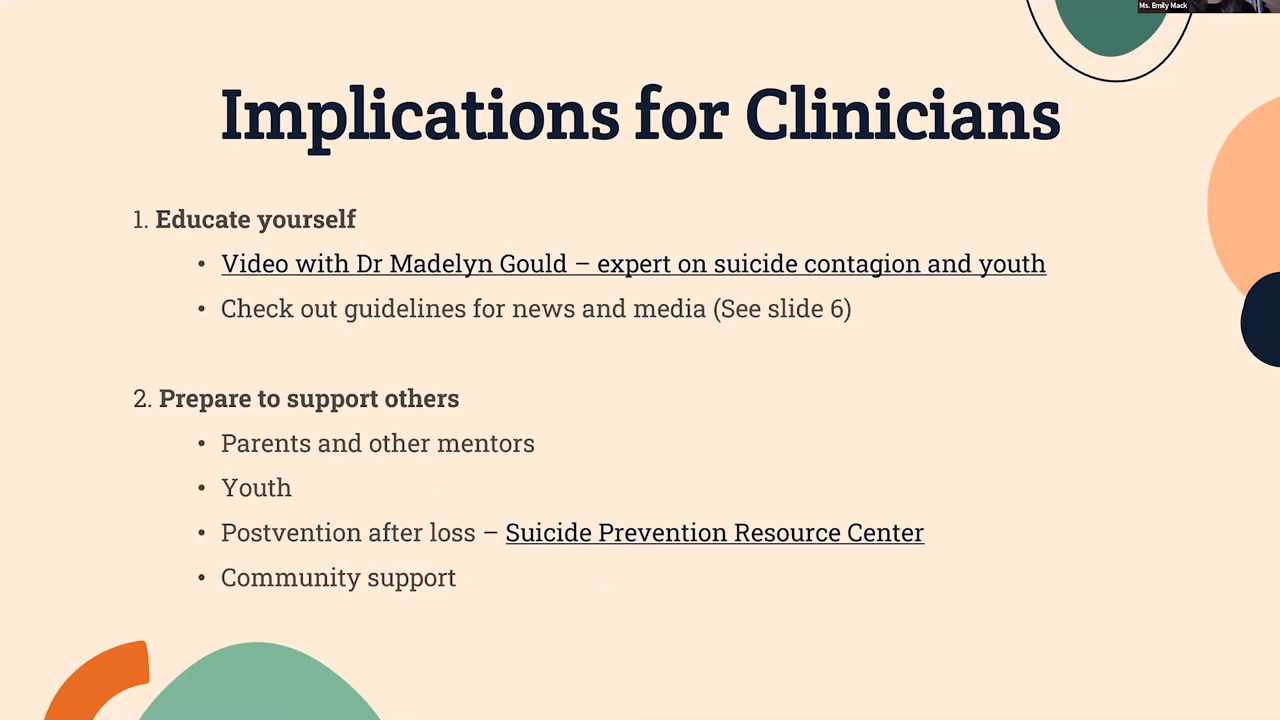 Ms. Emily Mack
Implications for Clinicians
1. Educate yourself
• Video with Dr Madelyn Gould – expert on suicide contagion and youth
• Check out guidelines for news and media (See slide 6)
2. Prepare to support others
• Parents and other mentors
• Youth
• Postvention after loss – Suicide Prevention Resource Center
• Community support